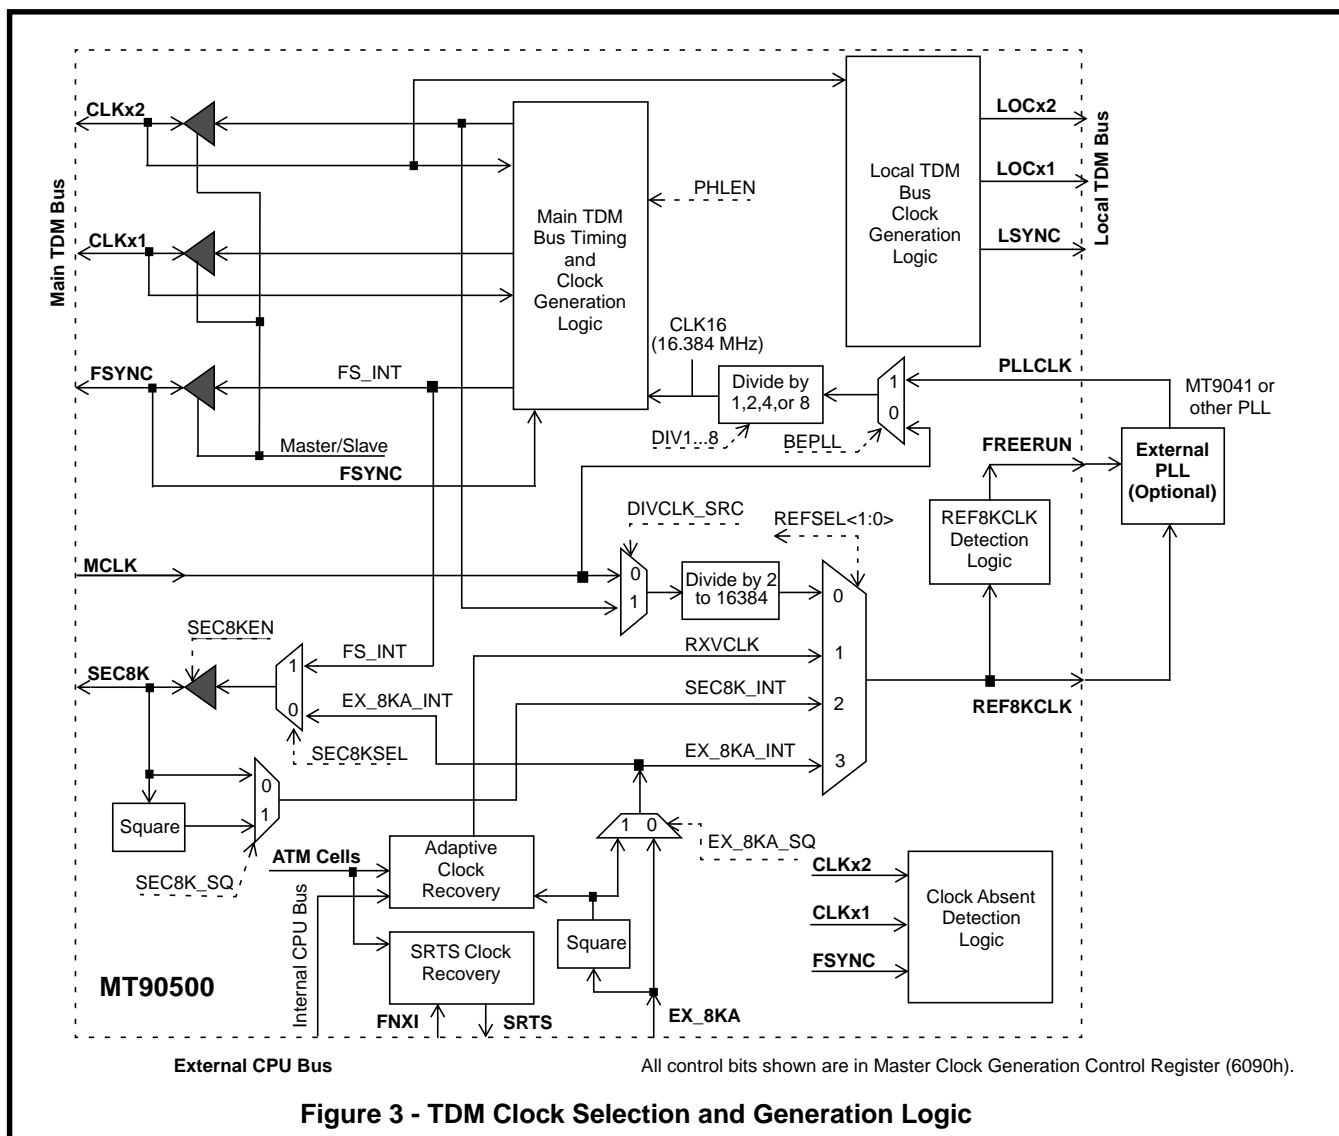 CLKx2
CLKx1
FSYNC
Main TDM Bus
Main TDM
Bus Timing
and
Clock
Generation
Logic
PHLEN
Local TDM
Bus
Clock
Generation
Logic
LOCx2
LOCx1
LSYNC
Local TDM Bus
FS_INT
Master/Slave
FSYNC
CLK16
(16.384 MHz)
Divide by
1,2,4,or 8
DIV1...8
1
0
BEPLL
PLLCLK
MT9041 or
other PLL
FREERUN
External
PLL
(Optional)
REF8KCLK
Detection
Logic
DIVCLK_SRC
REFSEL<1:0>
MCLK
0
1
Divide by 2
to 16384
0
1
2
3
SEC8KEN
SEC8K
1
0
FS_INT
EX_8KA_INT
SEC8KSEL
RXVCLK
SEC8K_INT
EX_8KA_INT
REF8KCLK
0
1
Square
SEC8K_SQ
ATM Cells
Adaptive
Clock
Recovery
Internal CPU Bus
SRTS Clock
Recovery
FNXI
SRTS
1 0
EX_8KA_SQ
Square
EX_8KA
CLKx2
CLKx1
FSYNC
Clock Absent
Detection
Logic
MT90500
External CPU Bus
All control bits shown are in Master Clock Generation Control Register (6090h).
Figure 3 - TDM Clock Selection and Generation Logic